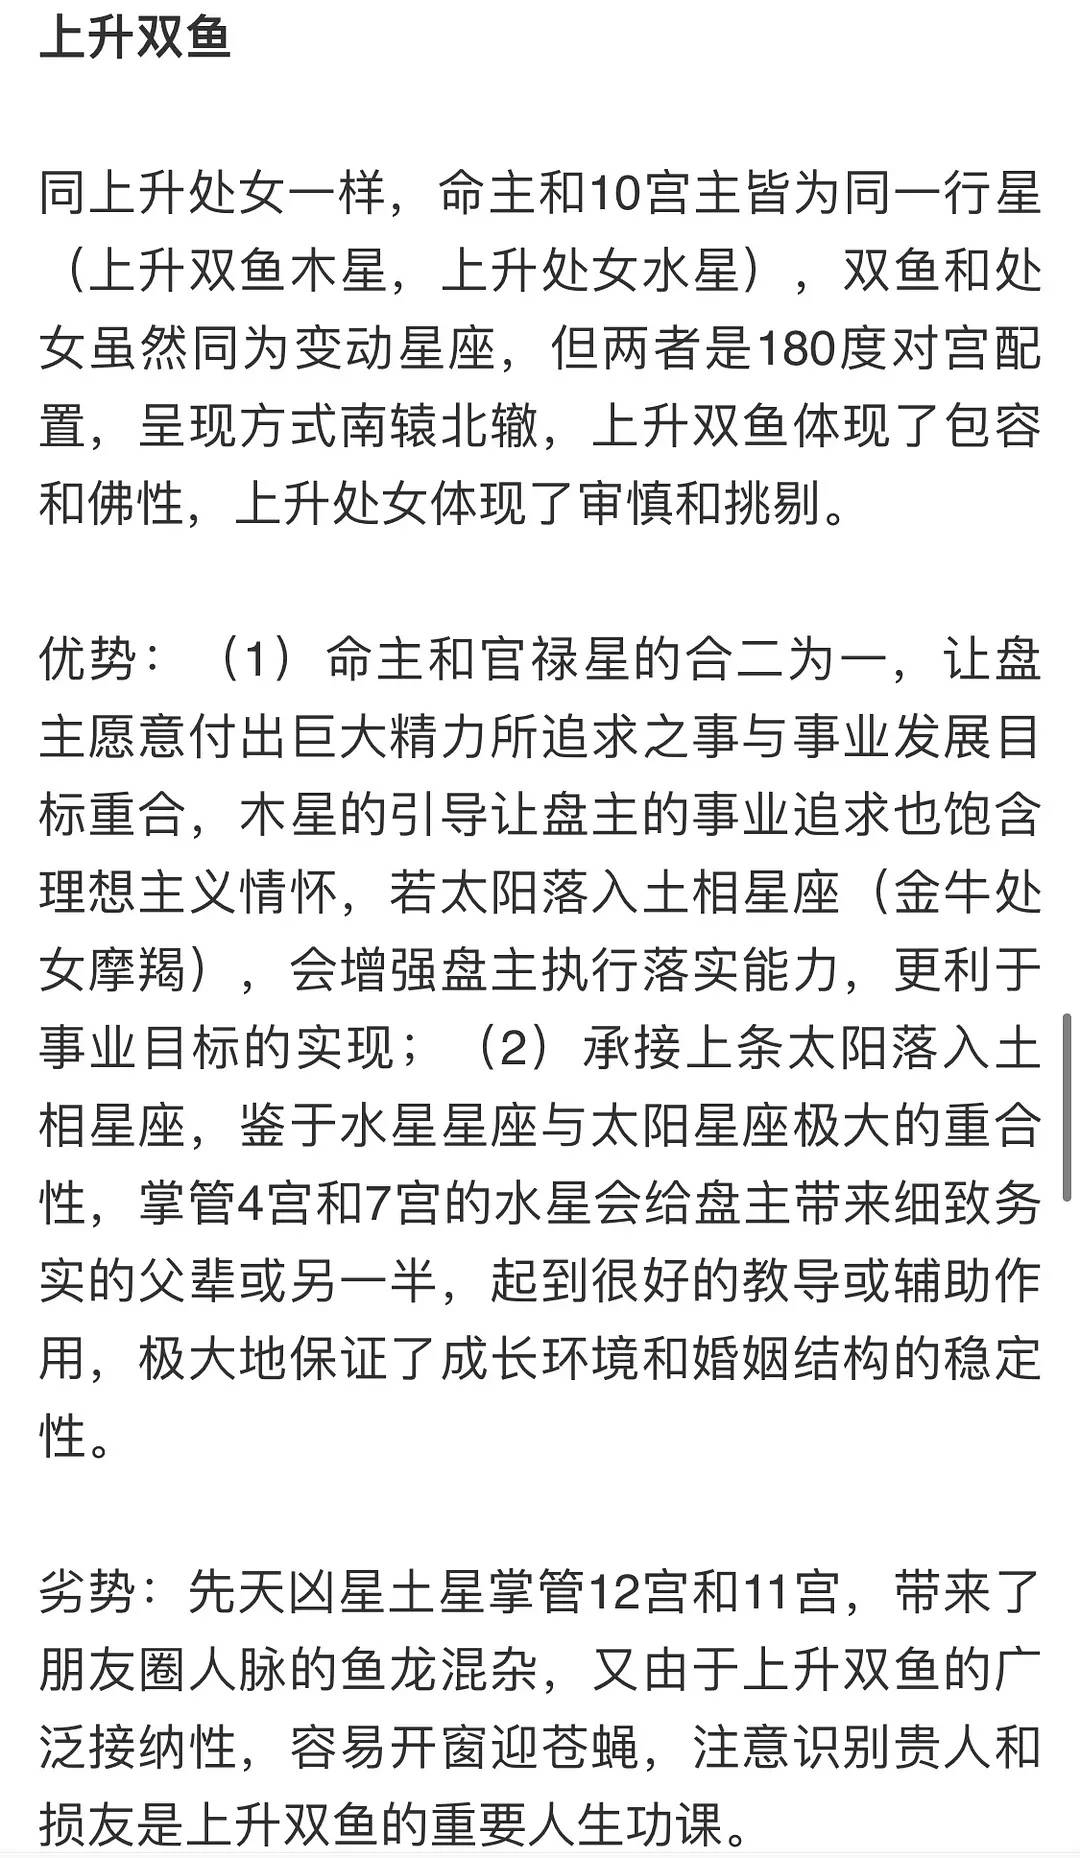 上升双鱼
同上升处女一样，命主和10宫主皆为同一行星
（上升双鱼木星，上升处女水星），双鱼和处
女虽然同为变动星座，但两者是180度对宫配
置，呈现方式南辕北辙，上升双鱼体现了包容
和佛性，上升处女体现了审慎和挑剔。
优势：（1）命主和官禄星的合二为一，让盘
主愿意付出巨大精力所追求之事与事业发展目
标重合，木星的引导让盘主的事业追求也饱含
理想主义情怀，若太阳落入土相星座（金牛处
女摩羯），会增强盘主执行落实能力，更利于
事业目标的实现；（2）承接上条太阳落入土
相星座，鉴于水星星座与太阳星座极大的重合
性，掌管4宫和7宫的水星会给盘主带来细致务
实的父辈或另一半，起到很好的教导或辅助作
用，极大地保证了成长环境和婚姻结构的稳定
性。
劣势：先天凶星土星掌管12宫和11宫，带来了
朋友圈人脉的鱼龙混杂，又由于上升双鱼的广
泛接纳性，容易开窗迎苍蝇，注意识别贵人和
损友是上升双鱼的重要人生功课。